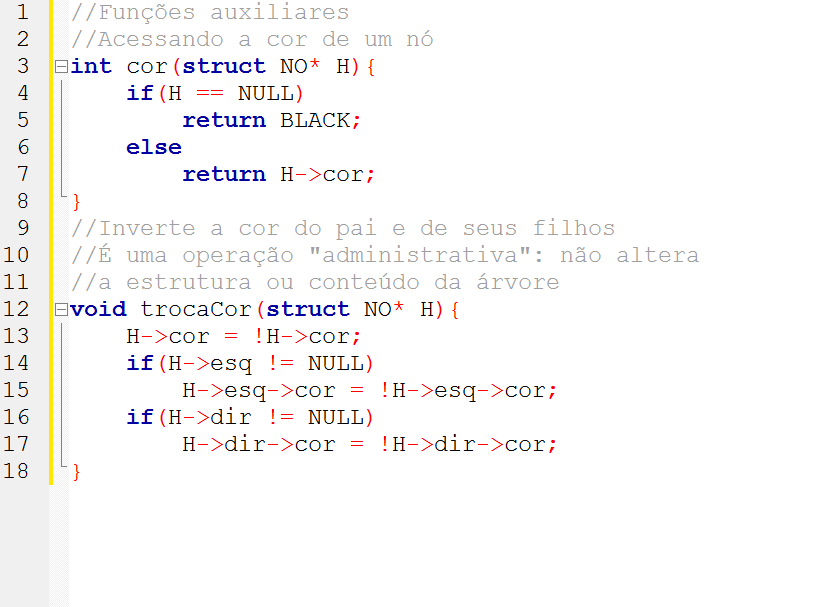 1 //Funções auxiliares
2 //Acessando a cor de um nó
3 int cor(struct NO* H){
4     if(H == NULL)
5         return BLACK;
6     else
7         return H->cor;
8 }
9 //Inverte a cor do pai e de seus filhos
10 //É uma operação "administrativa": não altera
11 //a estrutura ou conteúdo da árvore
12 void trocaCor(struct NO* H){
13     H->cor = !H->cor;
14     if(H->esq != NULL)
15         H->esq->cor = !H->esq->cor;
16     if(H->dir != NULL)
17         H->dir->cor = !H->dir->cor;
18 }